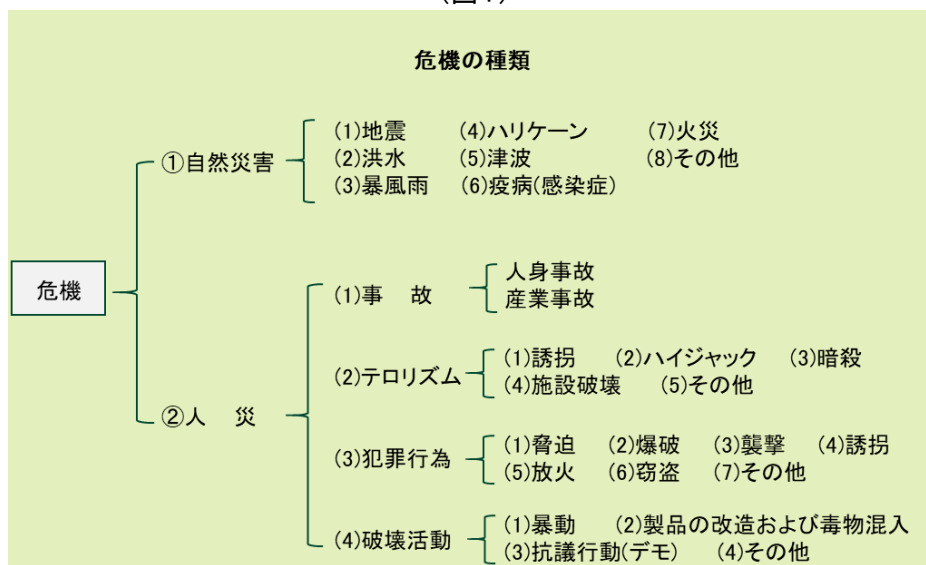 危機の種類
(1)地震 (4)ハリケーン (7)火災
①自然災害 (2)洪水 (5)津波 (8)その他
(3)暴風雨 (6)疫病(感染症)
危機
(1)事 故
人身事故
産業事故
(2)テロリズム
(1)誘拐 (2)ハイジャック (3)暗殺
(4)施設破壊 (5)その他
②人 災
(3)犯罪行為
(1)脅迫 (2)爆破 (3)襲撃 (4)誘拐
(5)放火 (6)窃盗 (7)その他
(4)破壊活動
(1)暴動 (2)製品の改造および毒物混入
(3)抗議行動(デモ) (4)その他